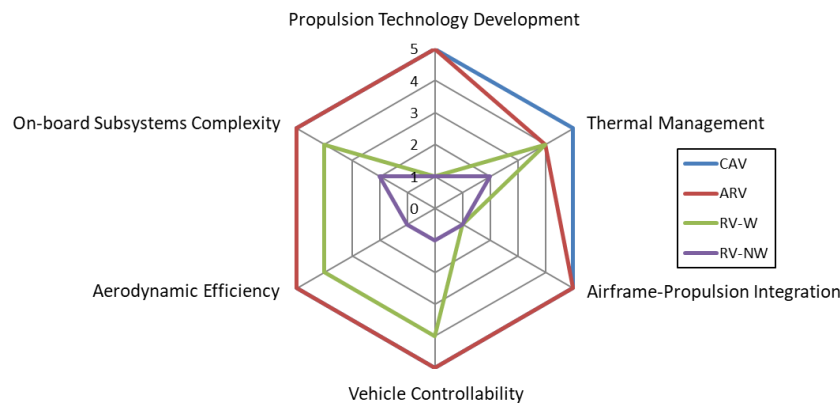 Propulsion Technology Development
5
4
On-board Subsystems Complexity
Thermal Management
3
2
CAV
1
ARV
0
RV-W
RV-NW
Aerodynamic Efficiency
Airframe-Propulsion Integration
Vehicle Controllability